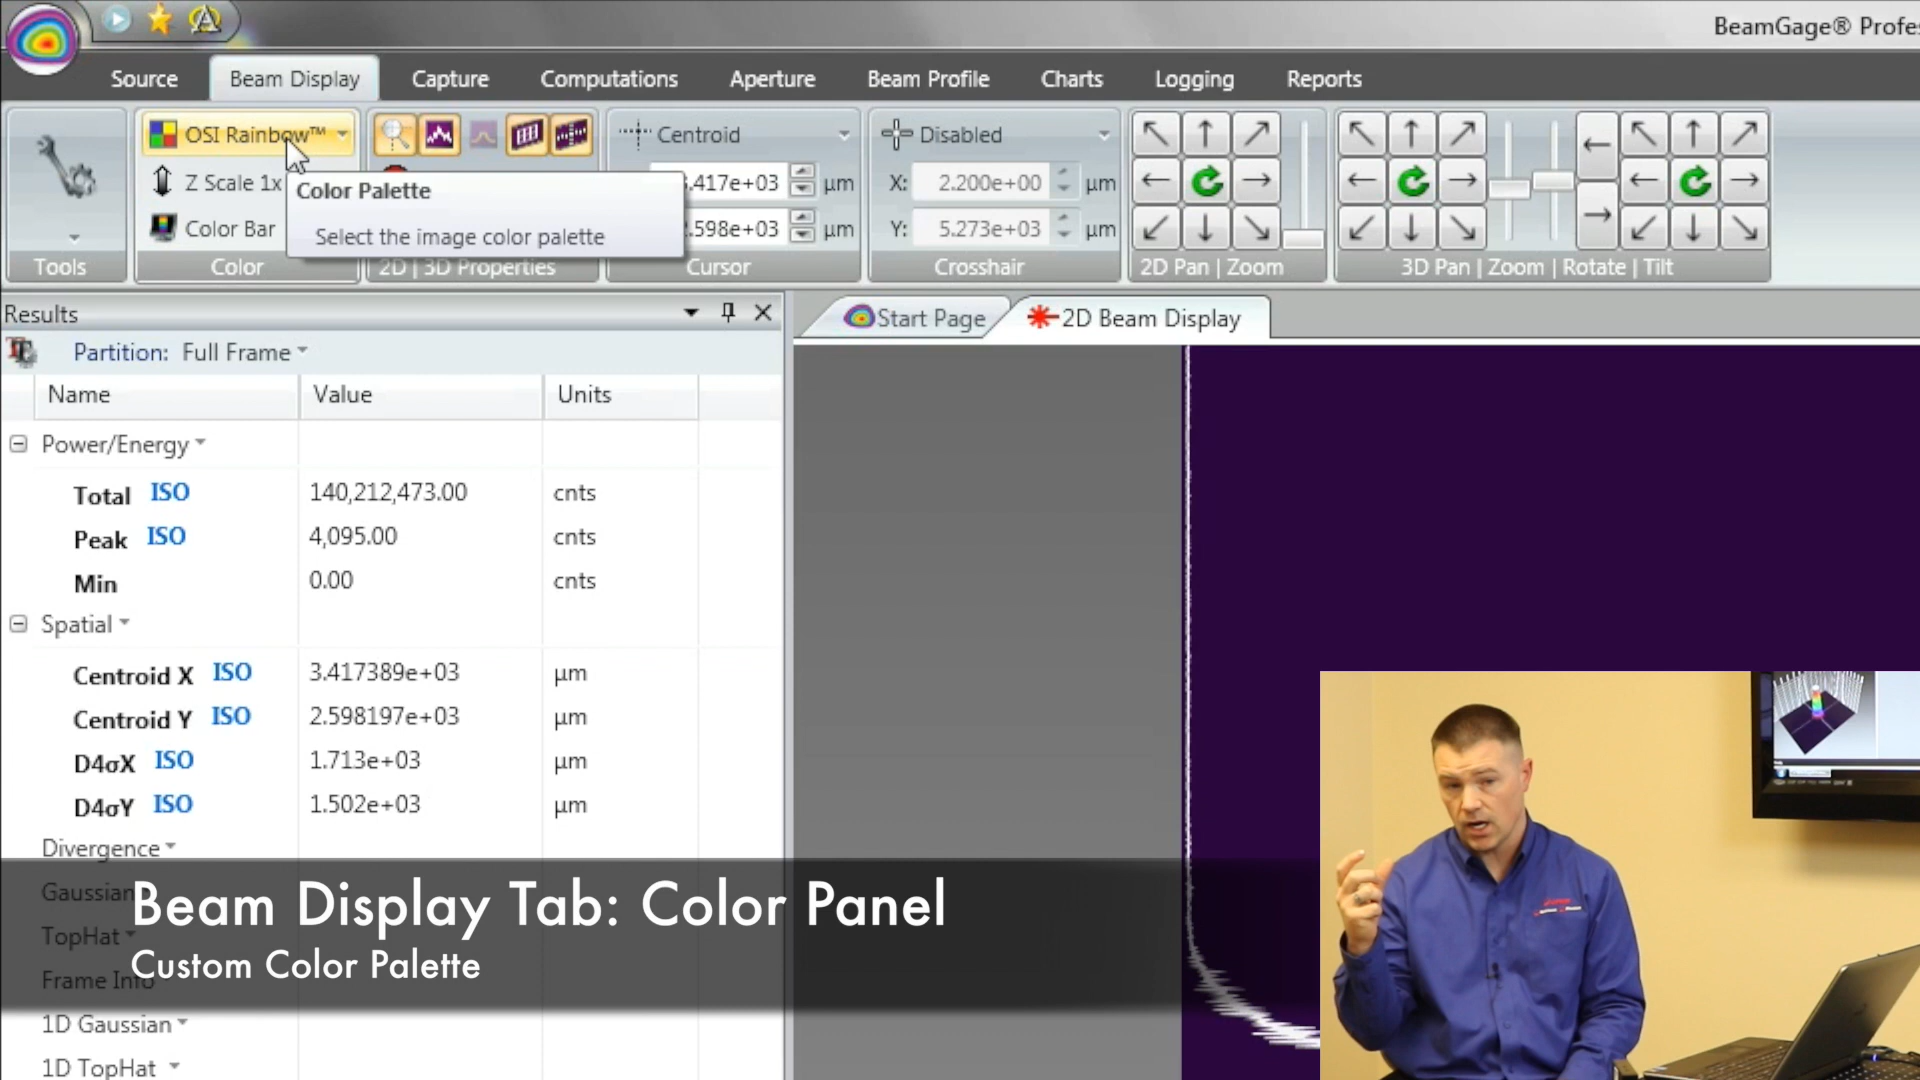 BeamGage® Profes
Source Beam Display Capture Computations Aperture Beam Profile Charts Logging Reports
OSI Rainbow™ Centroid Disabled
Z Scale 1x .417e+03 µm X: 2.200e+00 µm
Color Palette
Color Bar .598e+03 µm Y: 5.273e+03 µm
Select the image color palette
Tools Color 2D | 3D Properties Cursor Crosshair 2D Pan | Zoom 3D Pan | Zoom | Rotate | Tilt
Results Start Page 2D Beam Display
Partition: Full Frame
Name Value Units
Power/Energy
Total ISO 140,212,473.00 cnts
Peak ISO 4,095.00 cnts
Min 0.00 cnts
Spatial
Centroid X ISO 3.417389e+03 µm
Centroid Y ISO 2.598197e+03 µm
D4σX ISO 1.713e+03 µm
D4σY ISO 1.502e+03 µm
Divergence
Gaussian
Beam Display Tab: Color Panel
TopHat
Custom Color Palette
Frame Info
1D Gaussian
1D TopHat